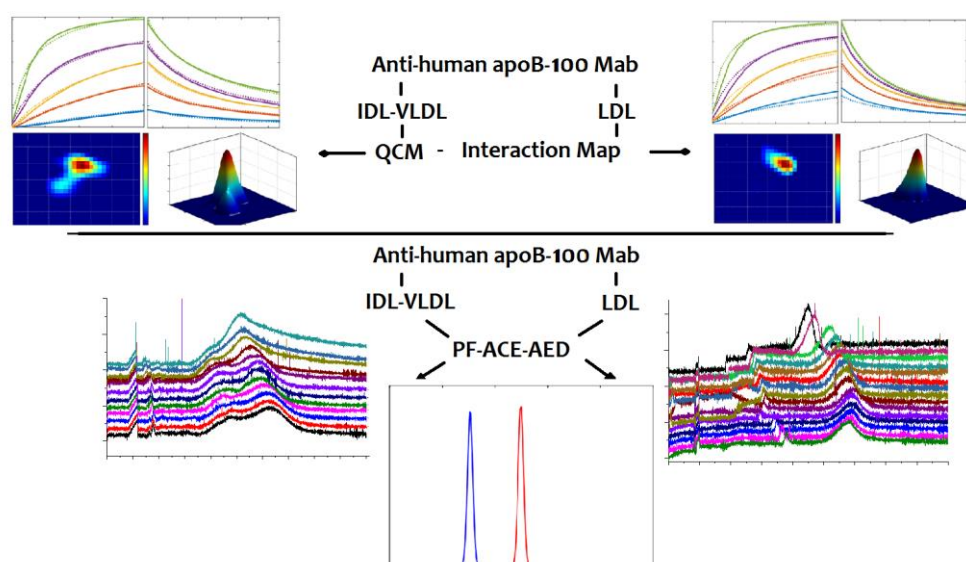 Anti-human apoB-100 Mab
IDL-VLDL
LDL
QCM - Interaction Map
Anti-human apoB-100 Mab
IDL-VLDL
LDL
PF-ACE-AED